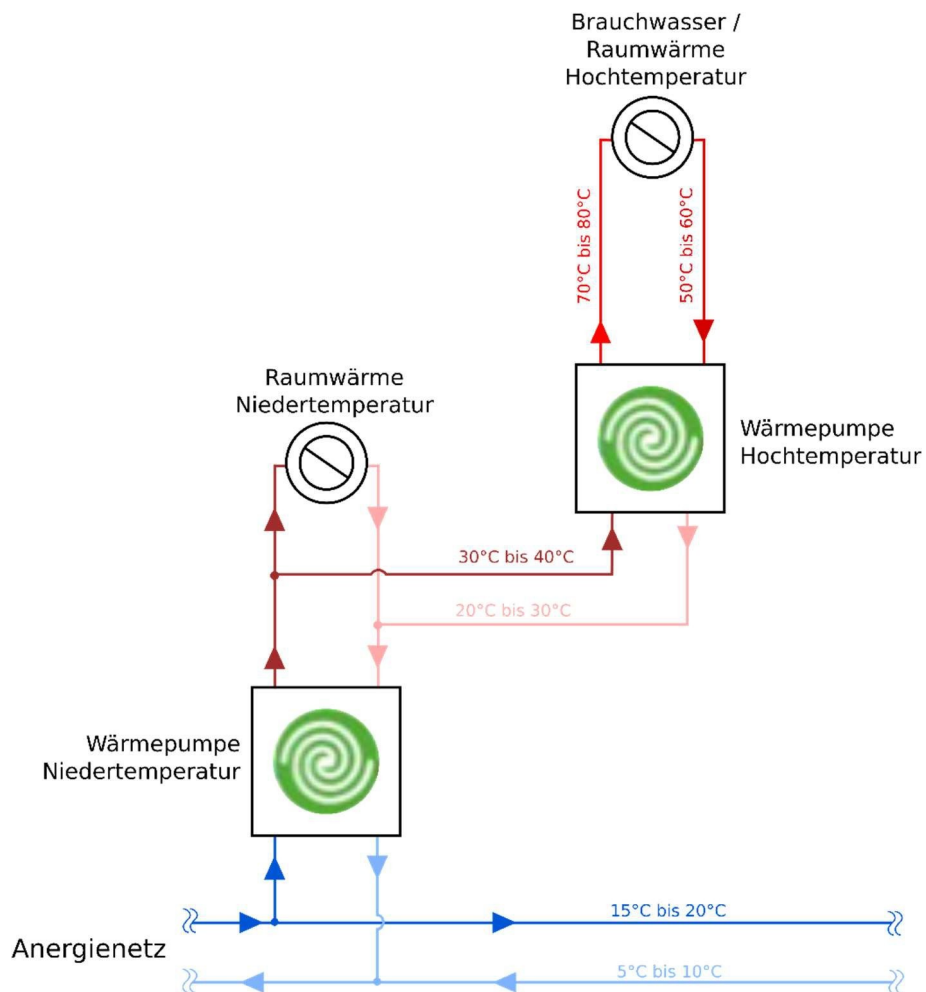 Brauchwasser /
Raumwärme
Hochtemperatur
70°C bis 80°C
50°C bis 60°C
Raumwärme
Niedertemperatur
Wärmepumpe
Hochtemperatur
30°C bis 40°C
20°C bis 30°C
Wärmepumpe
Niedertemperatur
15°C bis 20°C
Anergienetz
5°C bis 10°C